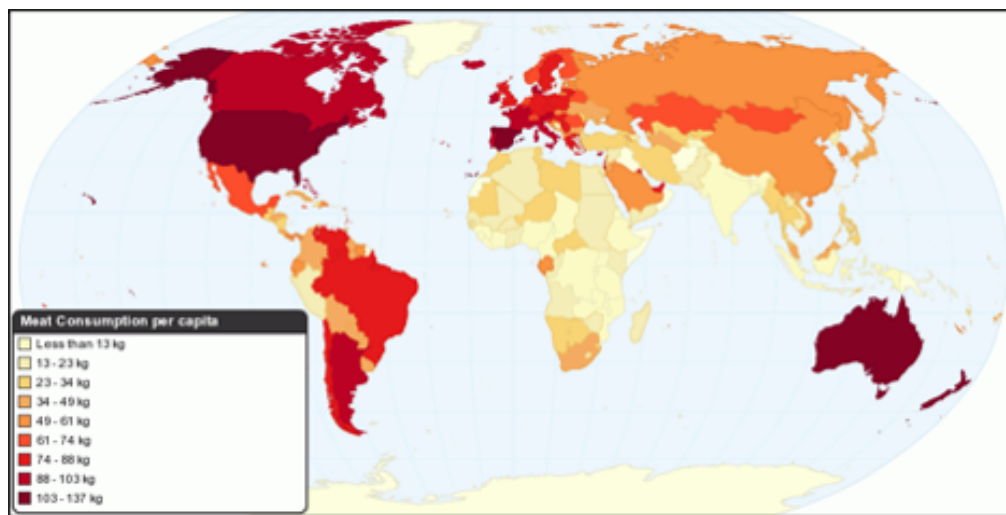 Meat Consumption per capita
Less than 13 kg
13 - 23 kg
23 - 34 kg
34 - 49 kg
49 - 61 kg
61 - 74 kg
74 - 88 kg
88 - 103 kg
103 - 137 kg